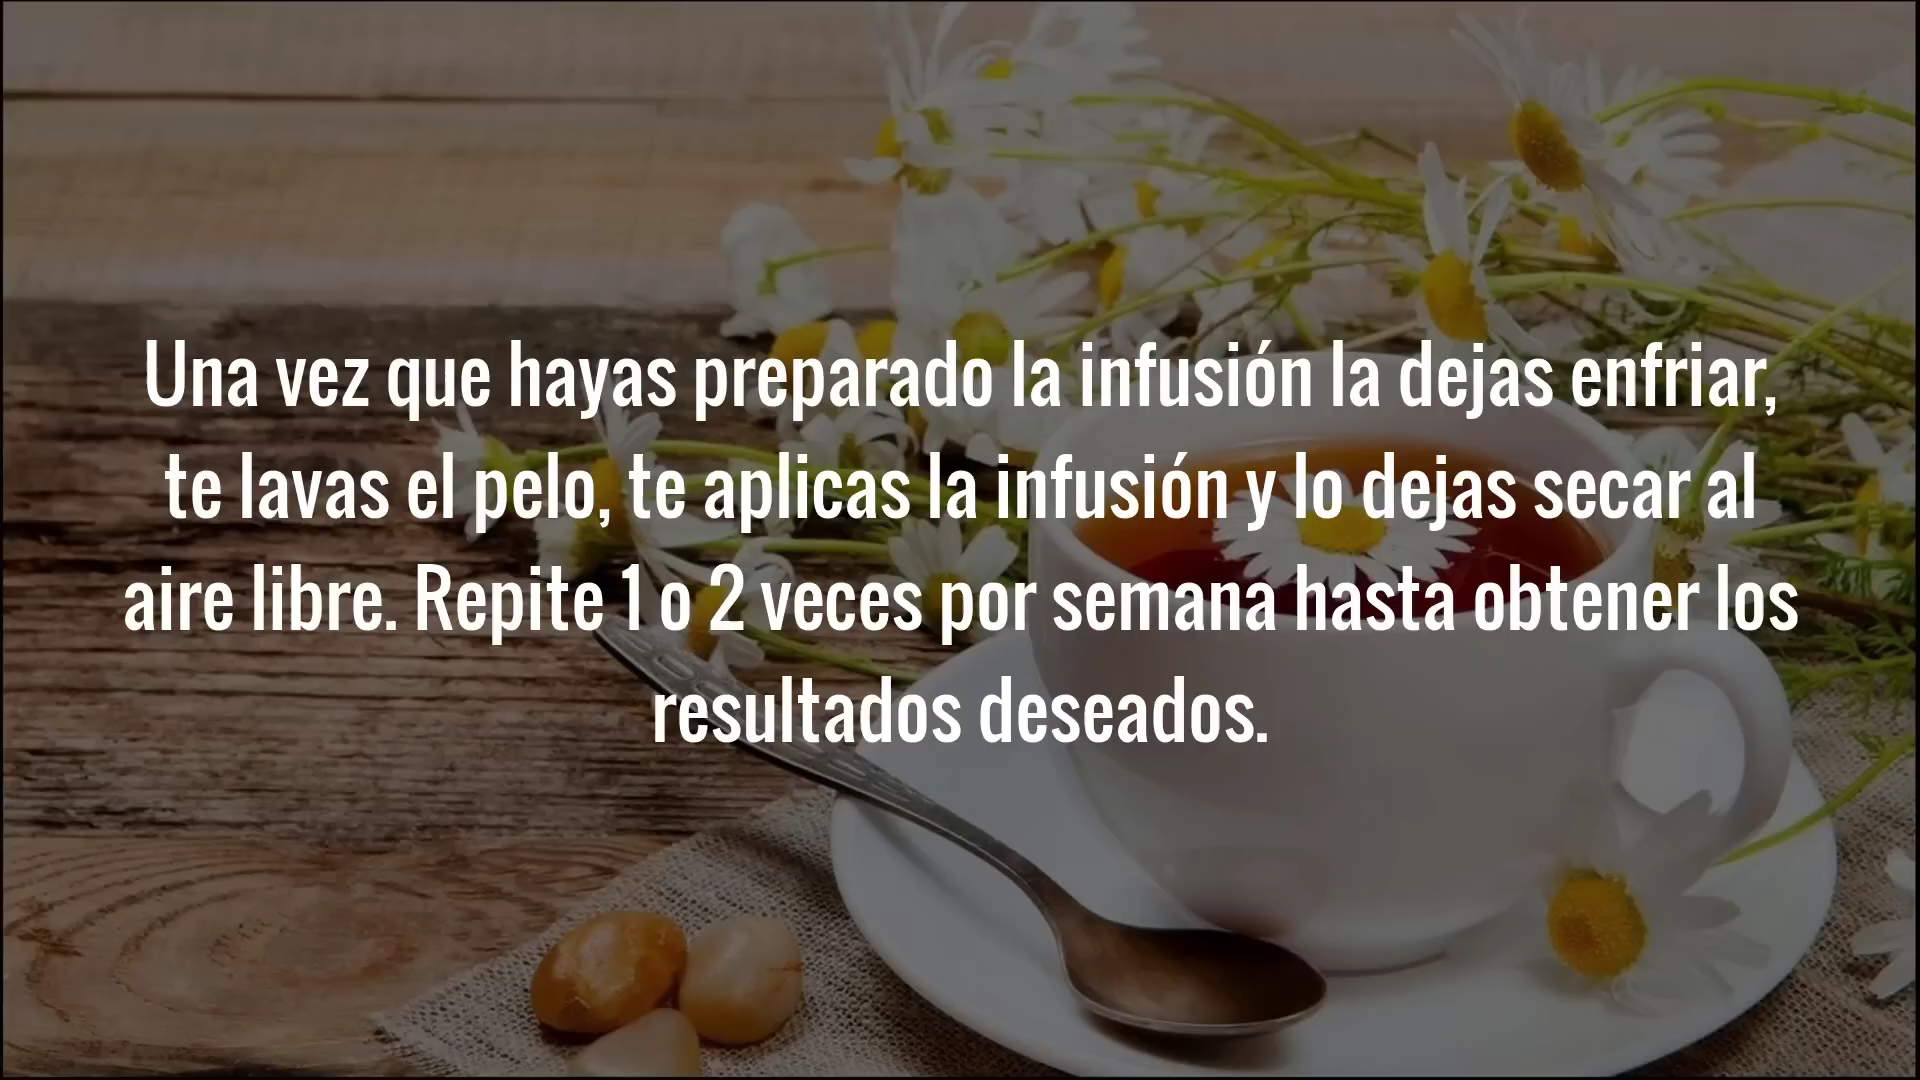 Una vez que hayas preparado la infusión la dejas enfriar,
te lavas el pelo, te aplicas la infusión y lo dejas secar al
aire libre. Repite 1 o 2 veces por semana hasta obtener los
resultados deseados.